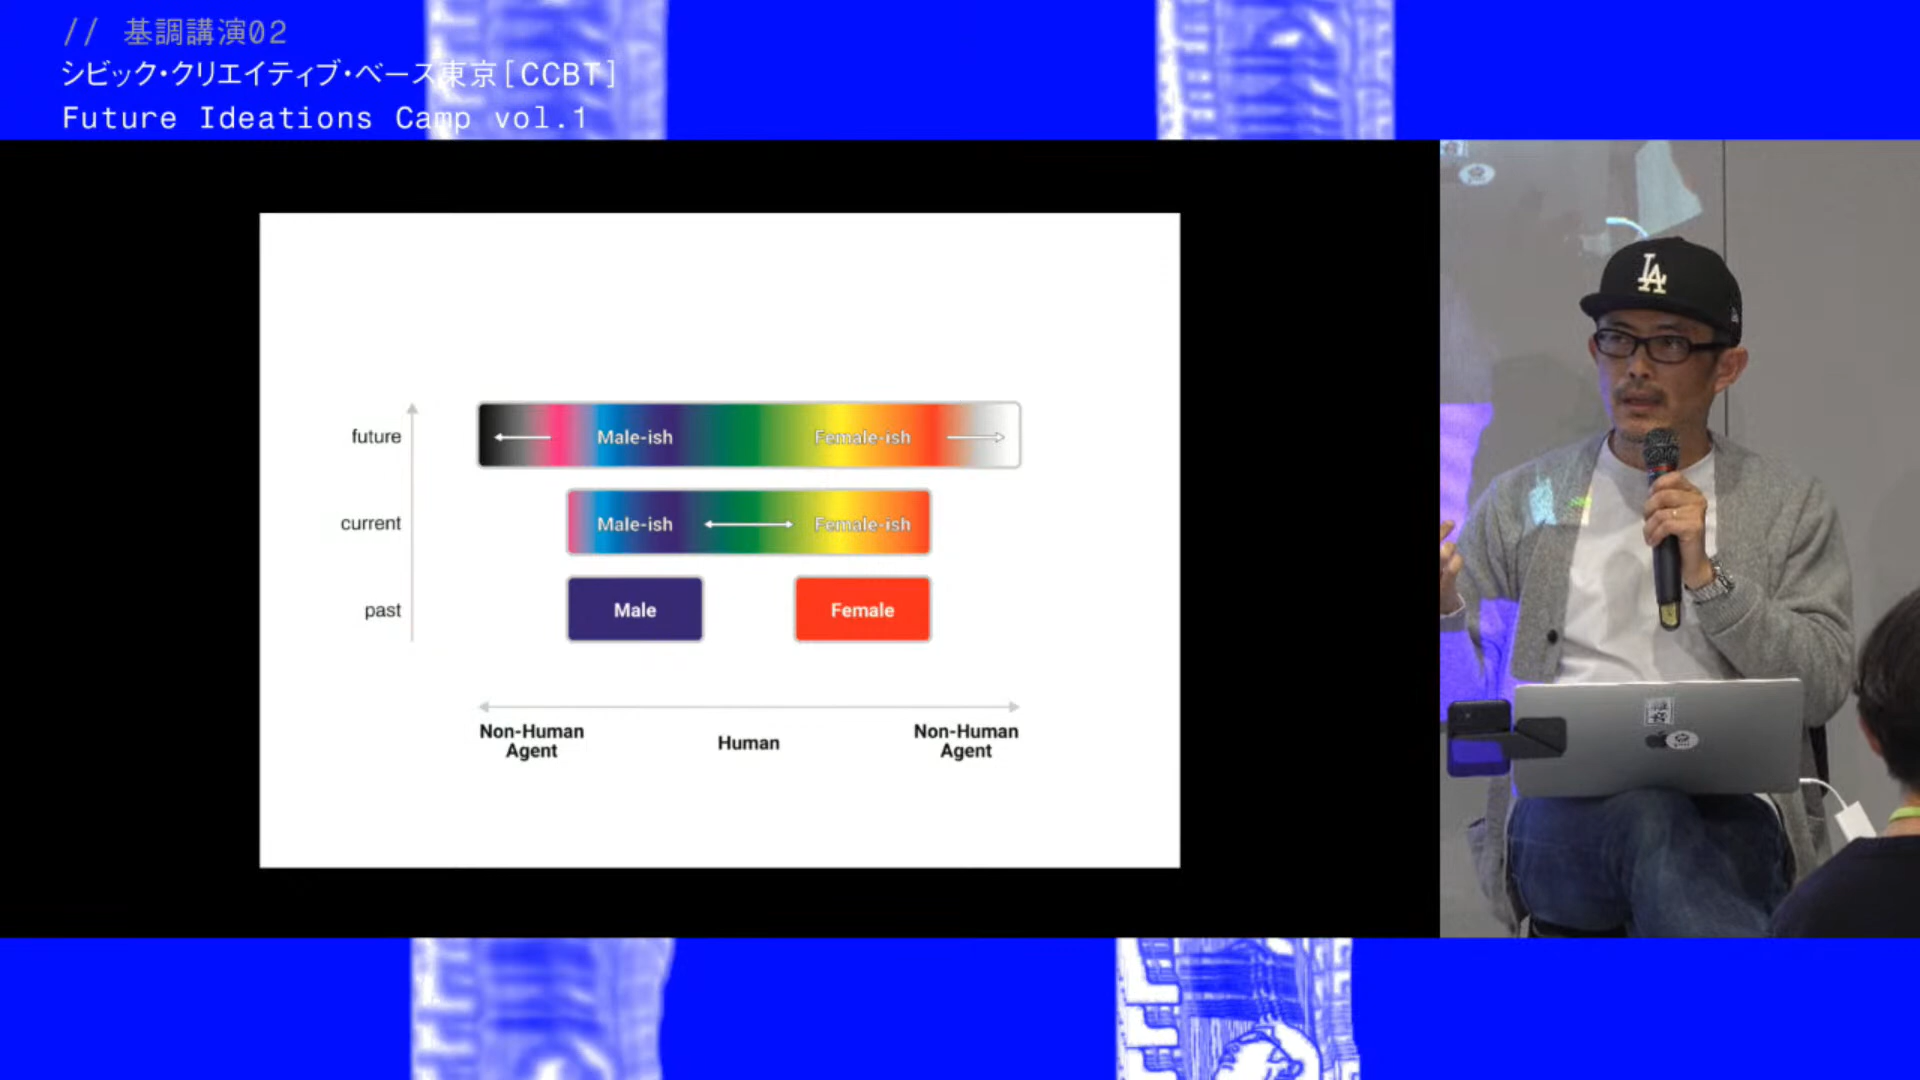 // 基調講演02
シビック・クリエイティブ・ベース東京[CCBT]
Future Ideations Camp vol.1
future
Male-ish
Female-ish
current
Male-ish
Female-ish
past
Male
Female
Non-Human
Agent
Human
Non-Human
Agent
LA